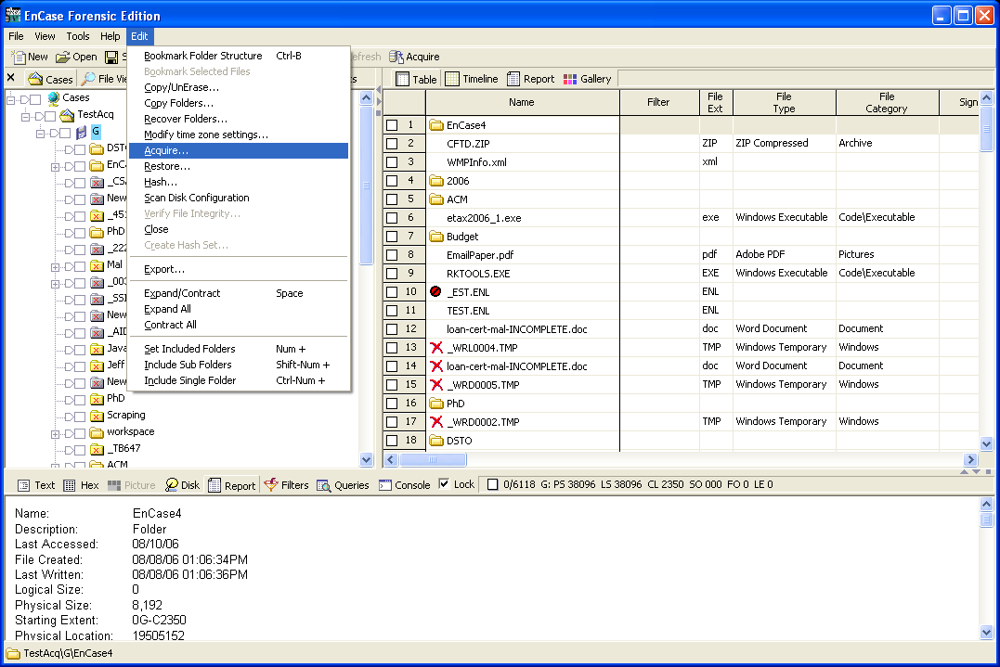 EnCase Forensic Edition
File View Tools Help Edit
New Open S efresh Acquire
Cases File Vie s
Table Timeline Report Gallery
Cases
TestAcq
G
DSTO
EnC
_CSA
New
_451
PhD
_222
Mal
_003
_SSI
New
_AID
Java
Jeff
New
PhD
Scraping
workspace
_TB647
ACM
Bookmark Folder Structure Ctrl-B
Bookmark Selected Files
Copy/UnErase...
Copy Folders...
Recover Folders...
Modify time zone settings...
Acquire...
Restore...
Hash...
Scan Disk Configuration
Verify File Integrity...
Close
Create Hash Set...
Export...
Expand/Contract Space
Expand All
Contract All
Set Included Folders Num +
Include Sub Folders Shift-Num +
Include Single Folder Ctrl-Num +
Name Filter File Ext File Type File Category Sign
1 EnCase4
2 CFTD.ZIP ZIP ZIP Compressed Archive
3 WMPInfo.xml xml
4 2006
5 ACM
6 etax2006_1.exe exe Windows Executable Code\Executable
7 Budget
8 EmailPaper.pdf pdf Adobe PDF Pictures
9 RKTOOLS.EXE EXE Windows Executable Code\Executable
10 _EST.ENL ENL
11 TEST.ENL ENL
12 loan-cert-mal-INCOMPLETE.doc doc Word Document Document
13 _WRL0004.TMP TMP Windows Temporary Windows
14 loan-cert-mal-INCOMPLETE.doc doc Word Document Document
15 _WRD0005.TMP TMP Windows Temporary Windows
16 PhD
17 _WRD0002.TMP TMP Windows Temporary Windows
18 DSTO
Text Hex Picture Disk Report Filters Queries Console Lock 0/6118 G: PS 38096 LS 38096 CL 2350 SO 000 FO 0 LE 0
Name: EnCase4
Description: Folder
Last Accessed: 08/10/06
File Created: 08/08/06 01:06:34PM
Last Written: 08/08/06 01:06:36PM
Logical Size: 0
Physical Size: 8,192
Starting Extent: 0G-C2350
Physical Location: 19505152
TestAcq\G\EnCase4